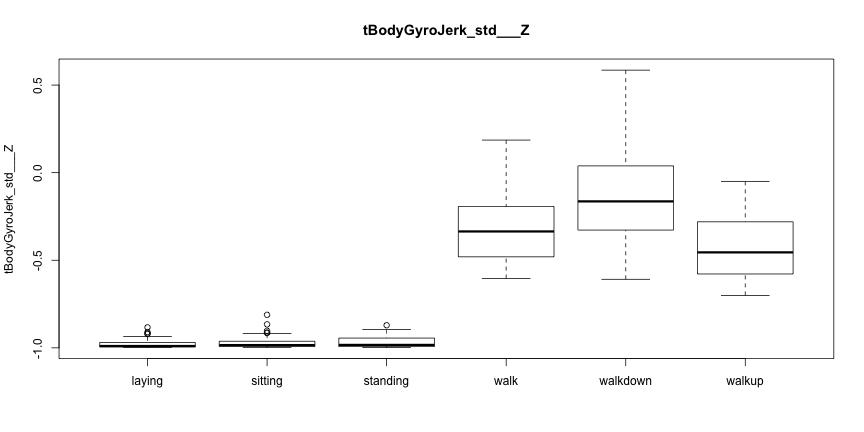 tBodyGyroJerk_std___Z
tBodyGyroJerk_std___Z
0.5
0.0
-0.5
-1.0
laying sitting standing walk walkdown walkup